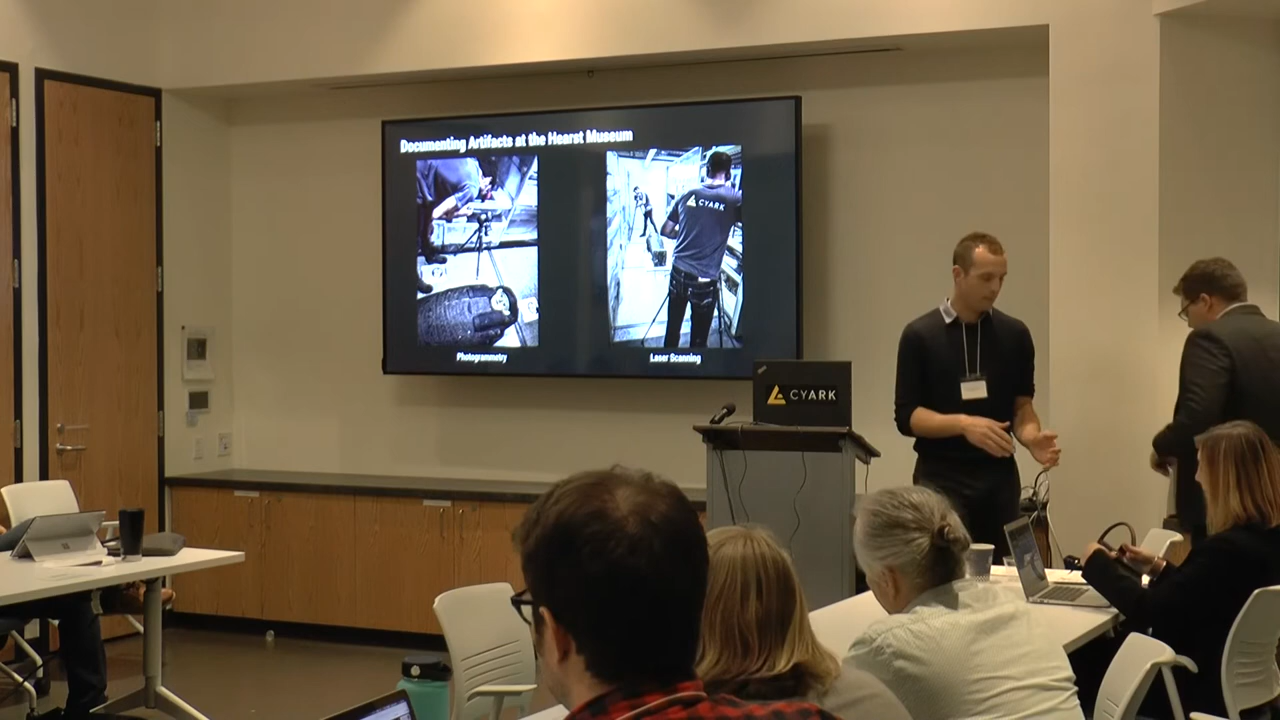 Documenting Artifacts at the Hearst Museum
CYARK
Photogrammetry
Laser Scanning
CYARK